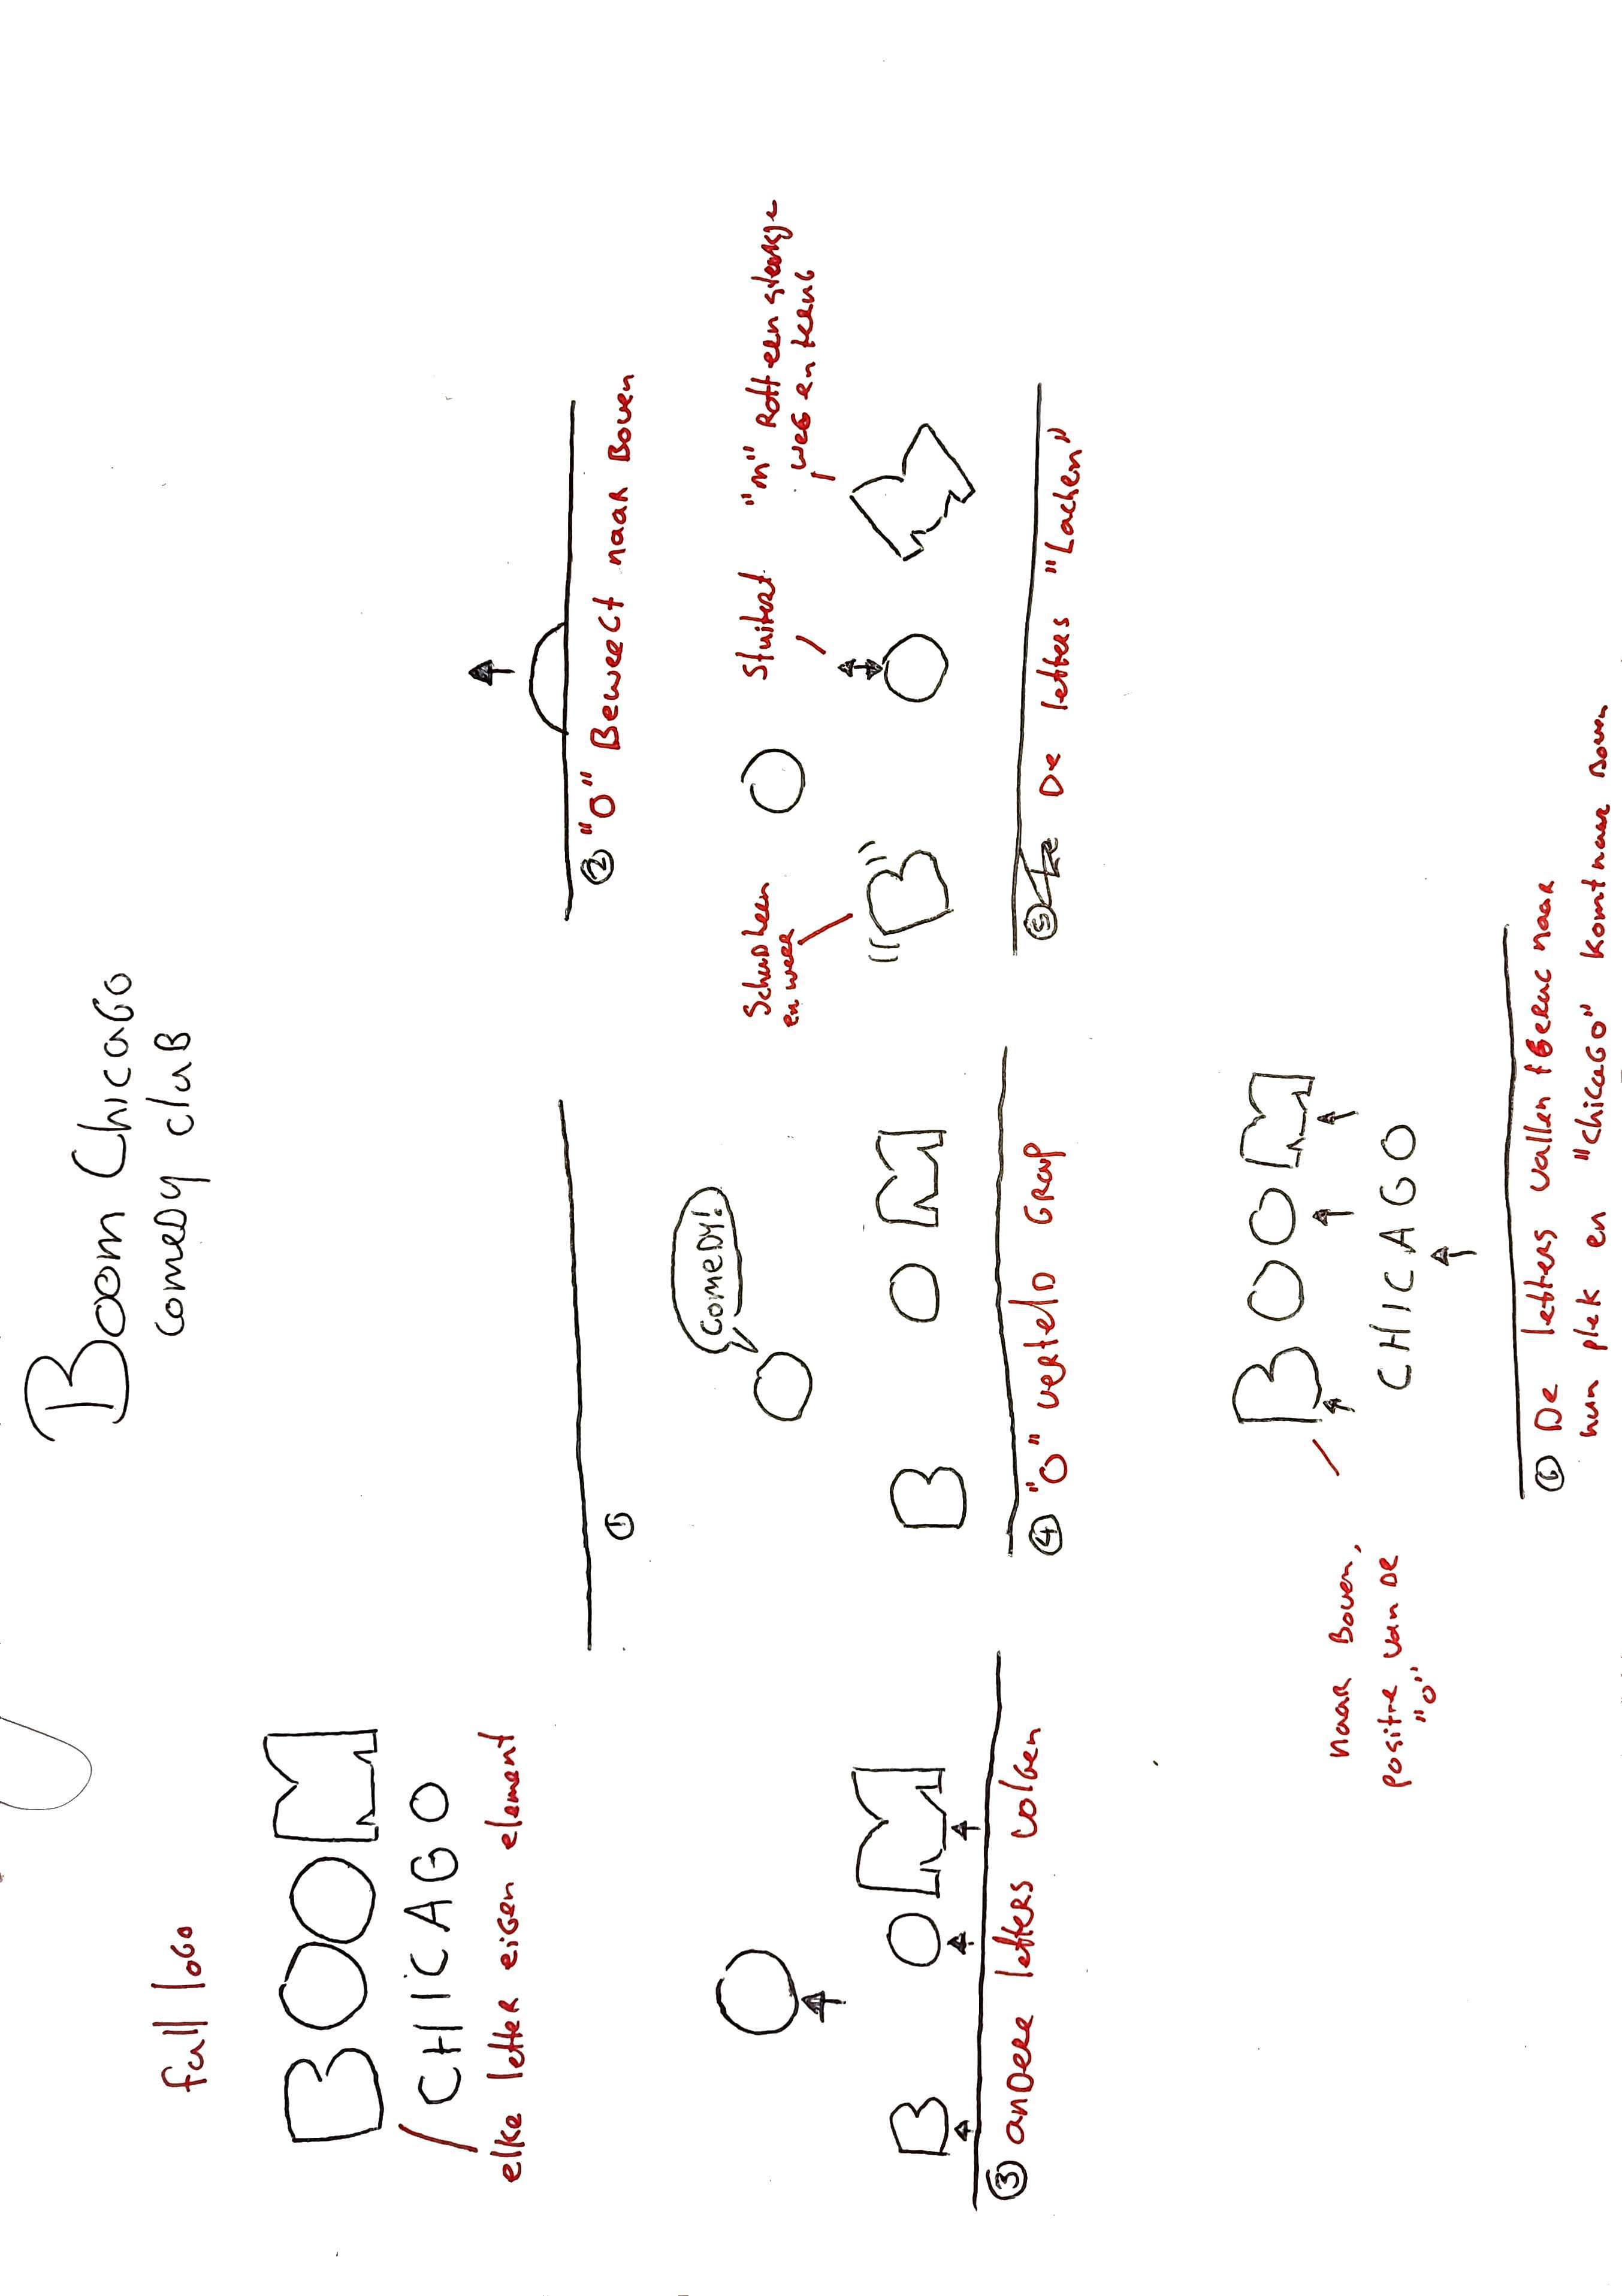 Boom Chicago
comedy club
full logo
BOOM
CHICAGO
elke letter eigen element
①
② "O" Beweegt naar Boven
O
B O M
③ andere letters volgen
comeDY!
O
B O M
④ "O" verteld Grap
Schud heen
en weer
O
Stuitert
"M" Rolt een stukje
weg en terug
B O M
⑤ De letters "Lachen"
BOOM
naar Boven,
positie van De
"O"
CHICAGO
⑥ De letters vallen terug naar
hun plek en "chicago" komt naar Boven